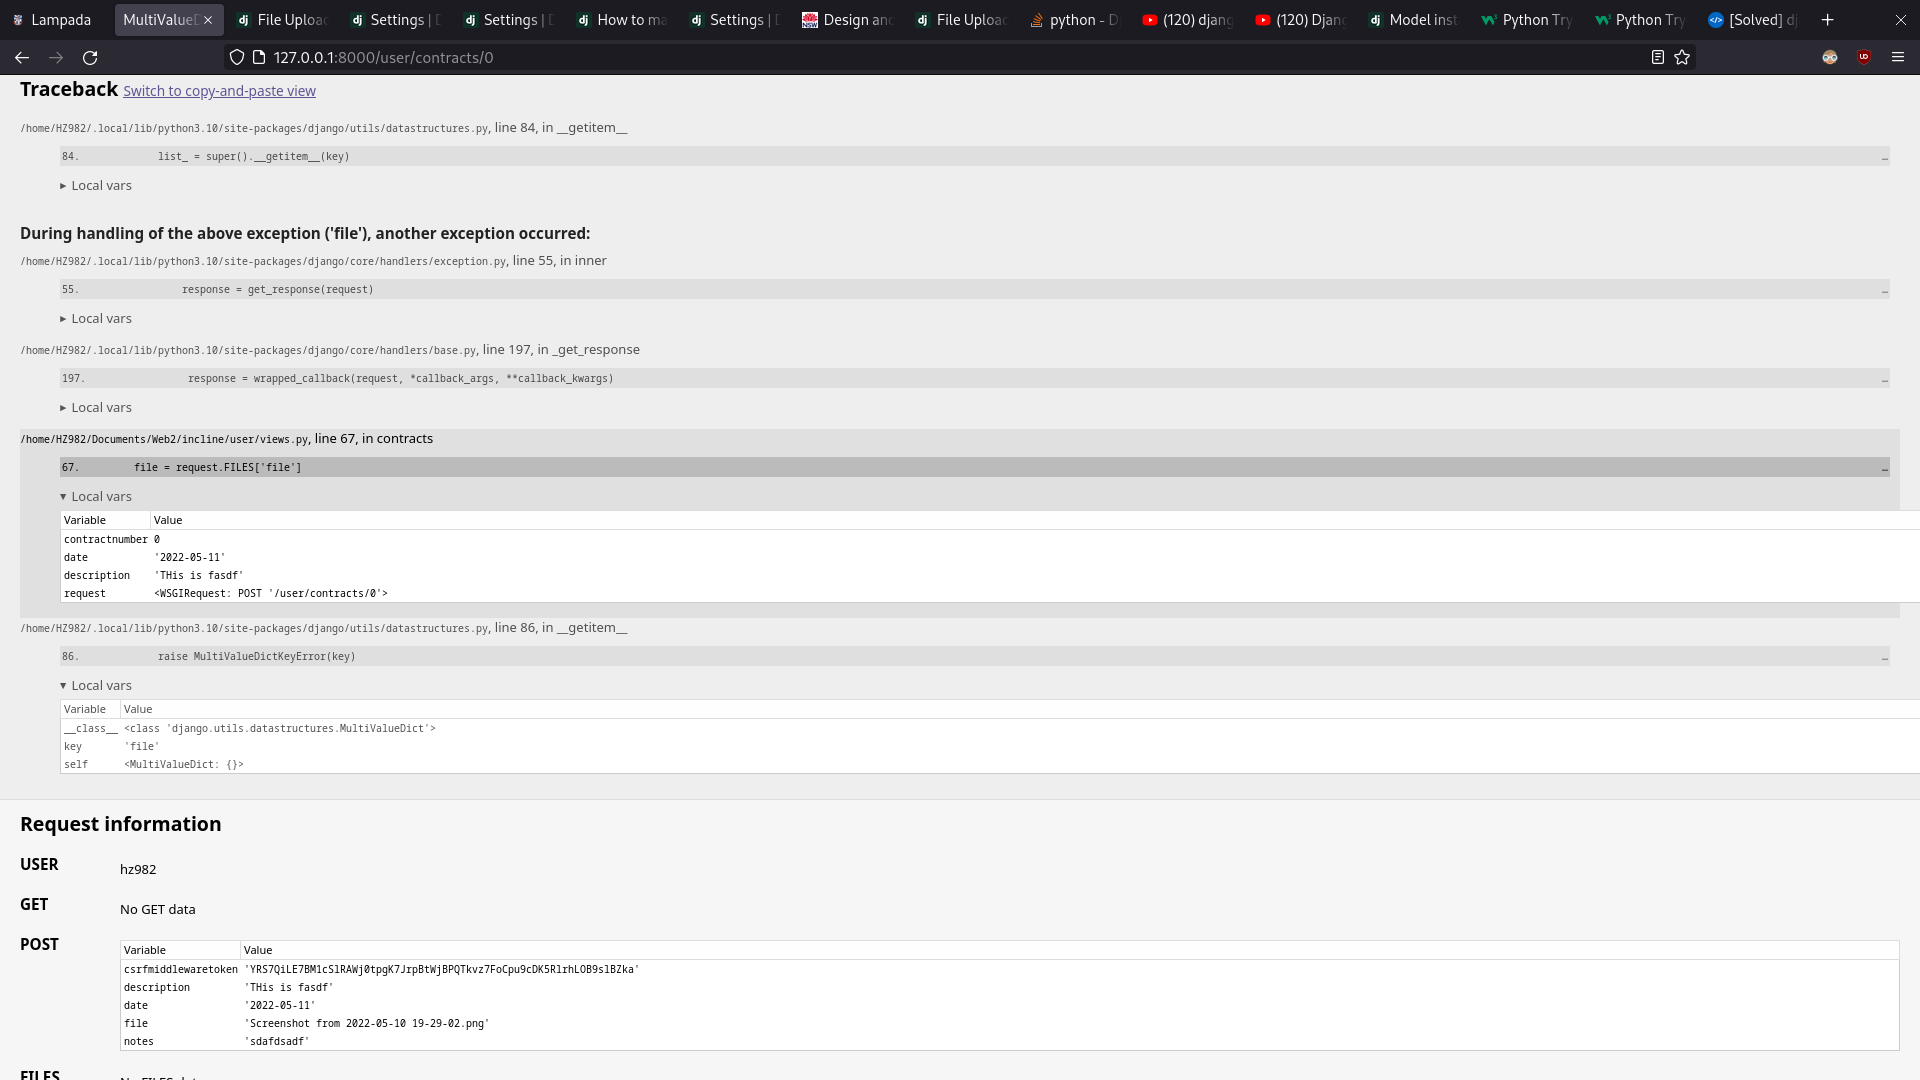 Lampada
MultiValueD
File Upload
Settings | D
Settings | D
How to ma
Settings | D
Design and
File Upload
python - D
(120) djang
(120) Djang
Model inst
Python Try
Python Try
[Solved] dj
127.0.0.1:8000/user/contracts/0
Traceback Switch to copy-and-paste view
/home/HZ982/.local/lib/python3.10/site-packages/django/utils/datastructures.py, line 84, in __getitem__
84. list_ = super().__getitem__(key) …
▸ Local vars
During handling of the above exception ('file'), another exception occurred:
/home/HZ982/.local/lib/python3.10/site-packages/django/core/handlers/exception.py, line 55, in inner
55. response = get_response(request) …
▸ Local vars
/home/HZ982/.local/lib/python3.10/site-packages/django/core/handlers/base.py, line 197, in _get_response
197. response = wrapped_callback(request, *callback_args, **callback_kwargs) …
▸ Local vars
/home/HZ982/Documents/Web2/incline/user/views.py, line 67, in contracts
67. file = request.FILES['file'] …
▾ Local vars
Variable Value
contractnumber 0
date '2022-05-11'
description 'THis is fasdf'
request <WSGIRequest: POST '/user/contracts/0'>
/home/HZ982/.local/lib/python3.10/site-packages/django/utils/datastructures.py, line 86, in __getitem__
86. raise MultiValueDictKeyError(key) …
▾ Local vars
Variable Value
__class__ <class 'django.utils.datastructures.MultiValueDict'>
key 'file'
self <MultiValueDict: {}>
Request information
USER hz982
GET No GET data
POST
Variable Value
csrfmiddlewaretoken 'YRS7QiLE7BM1cSlRAWj0tpgK7JrpBtWjBPQTkvz7FoCpu9cDK5RlrhLOB9slBZka'
description 'THis is fasdf'
date '2022-05-11'
file 'Screenshot from 2022-05-10 19-29-02.png'
notes 'sdafdsadf'
FILES